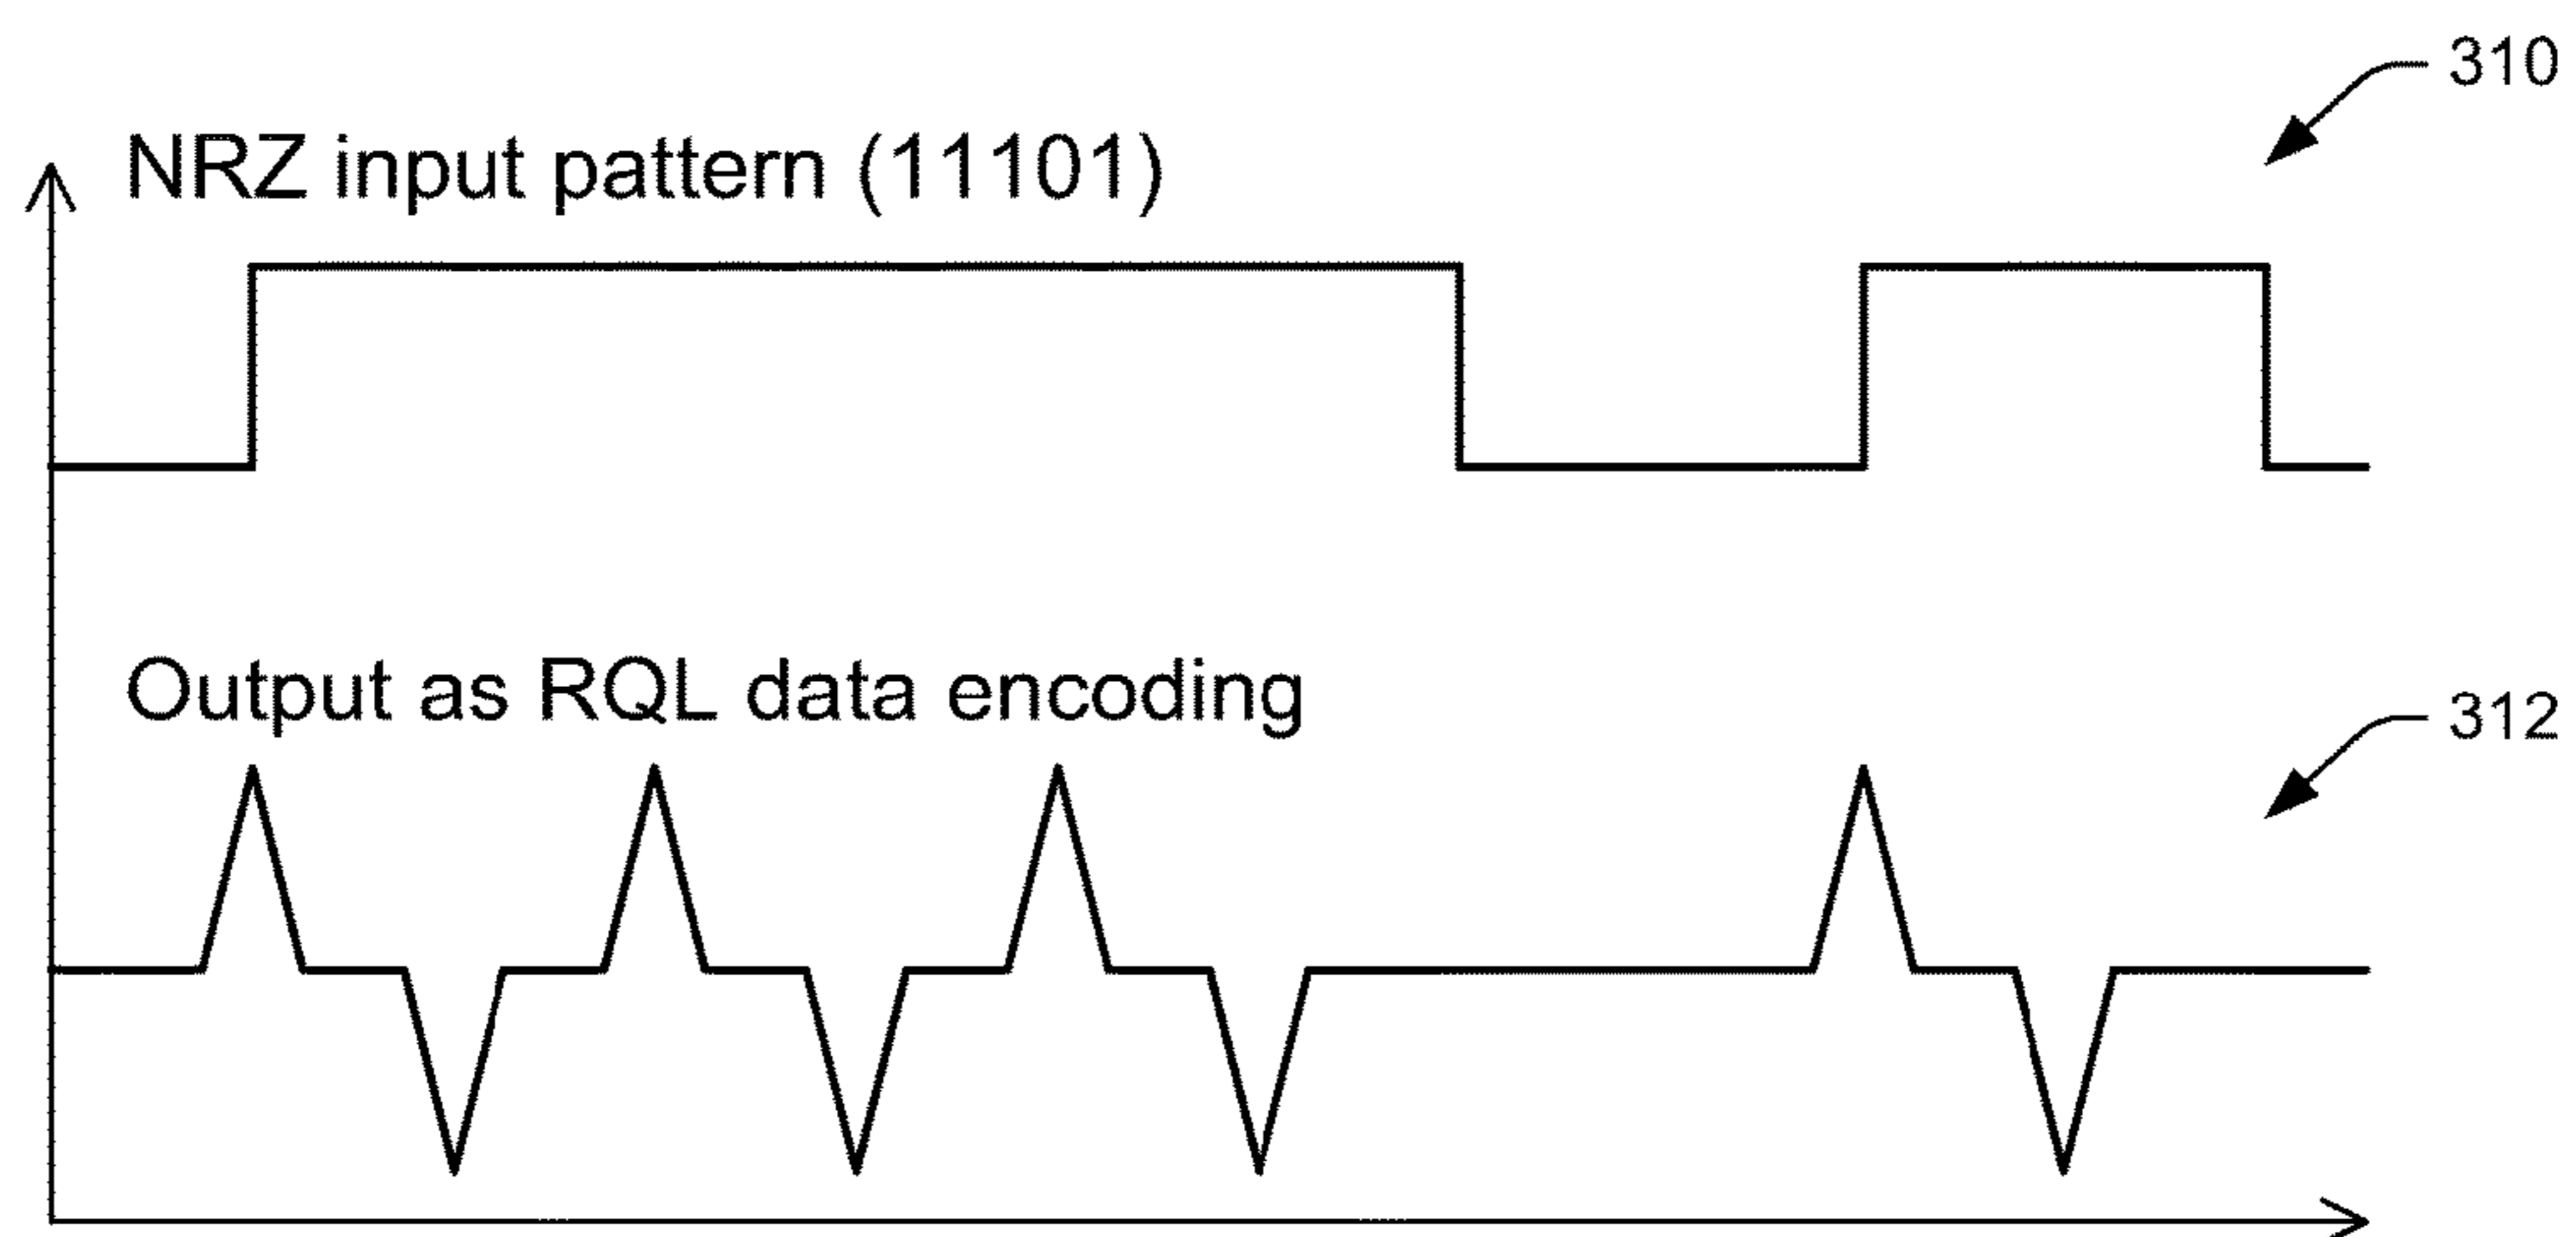 310
NRZ input pattern (11101)
Output as RQL data encoding
312